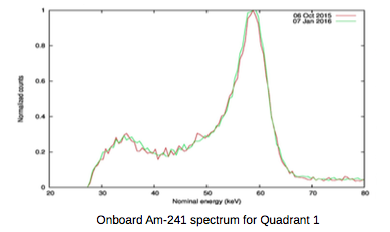 06 Oct 2015
07 Jan 2016
1
0.8
0.6
0.4
0.2
0
Normalized counts
20 30 40 50 60 70 80
Nominal energy (keV)
Onboard Am-241 spectrum for Quadrant 1